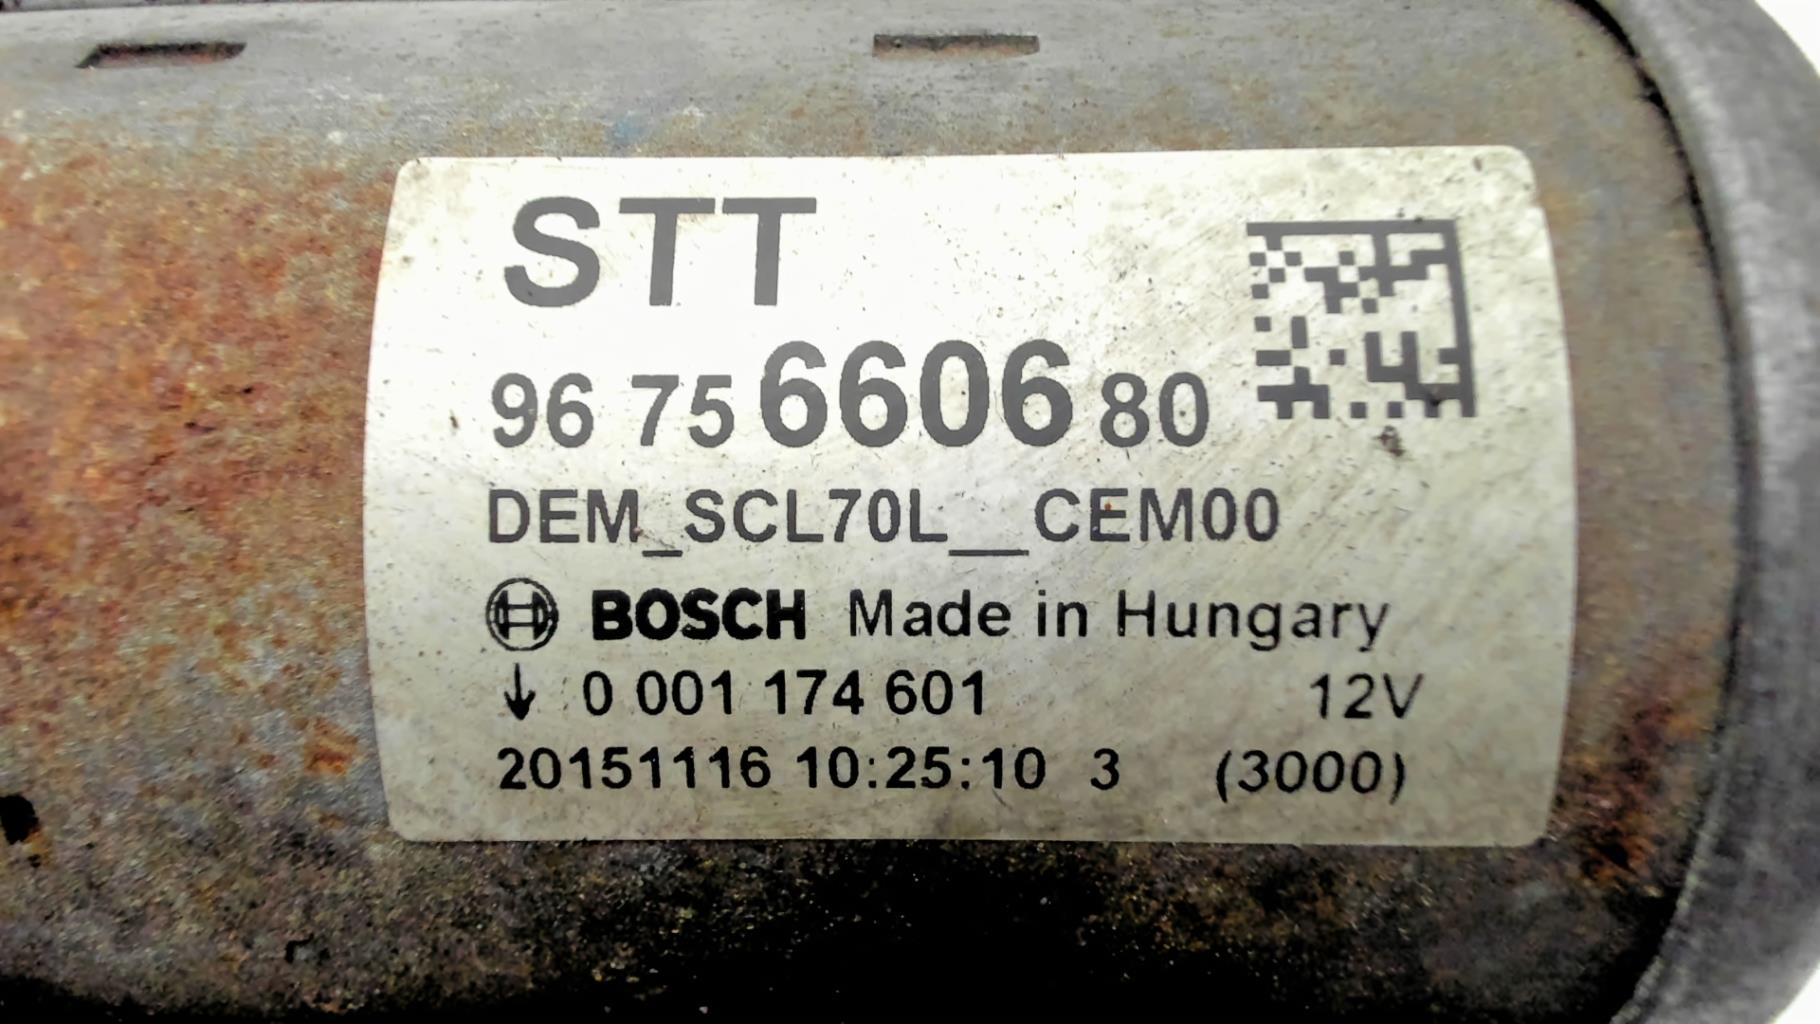 STT
96 75 6606 80
DEM_SCL70L__CEM00
BOSCH Made in Hungary
↓ 0 001 174 601 12V
20151116 10:25:10 3 (3000)